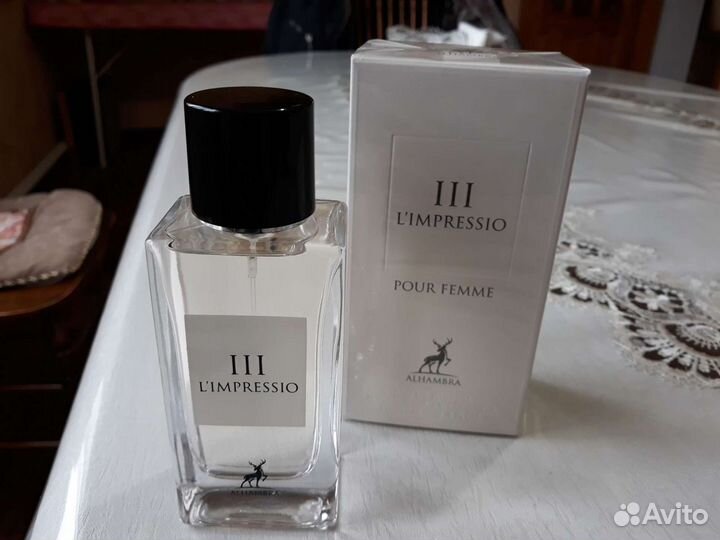 III
L'IMPRESSIO
ALHAMBRA
III
L'IMPRESSIO
POUR FEMME
ALHAMBRA
Avito